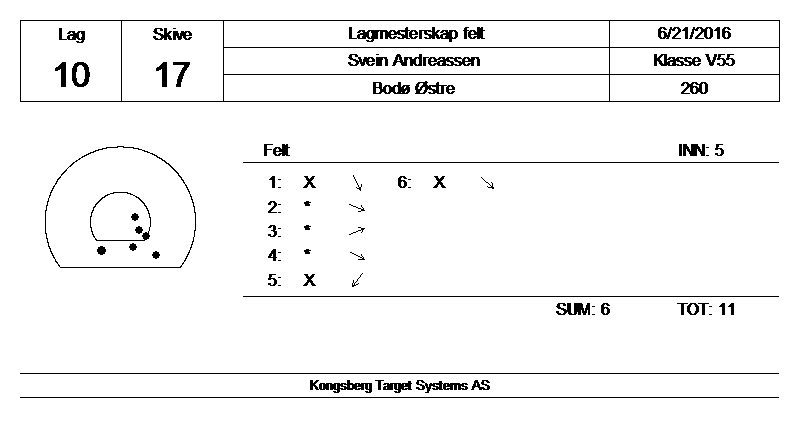 Lag Skive Lagmesterskap felt 6/21/2016
10 17 Svein Andreassen Klasse V55
Bodø Østre 260
Felt INN: 5
1: X 6: X
2: *
3: *
4: *
5: X
SUM: 6 TOT: 11
Kongsberg Target Systems AS